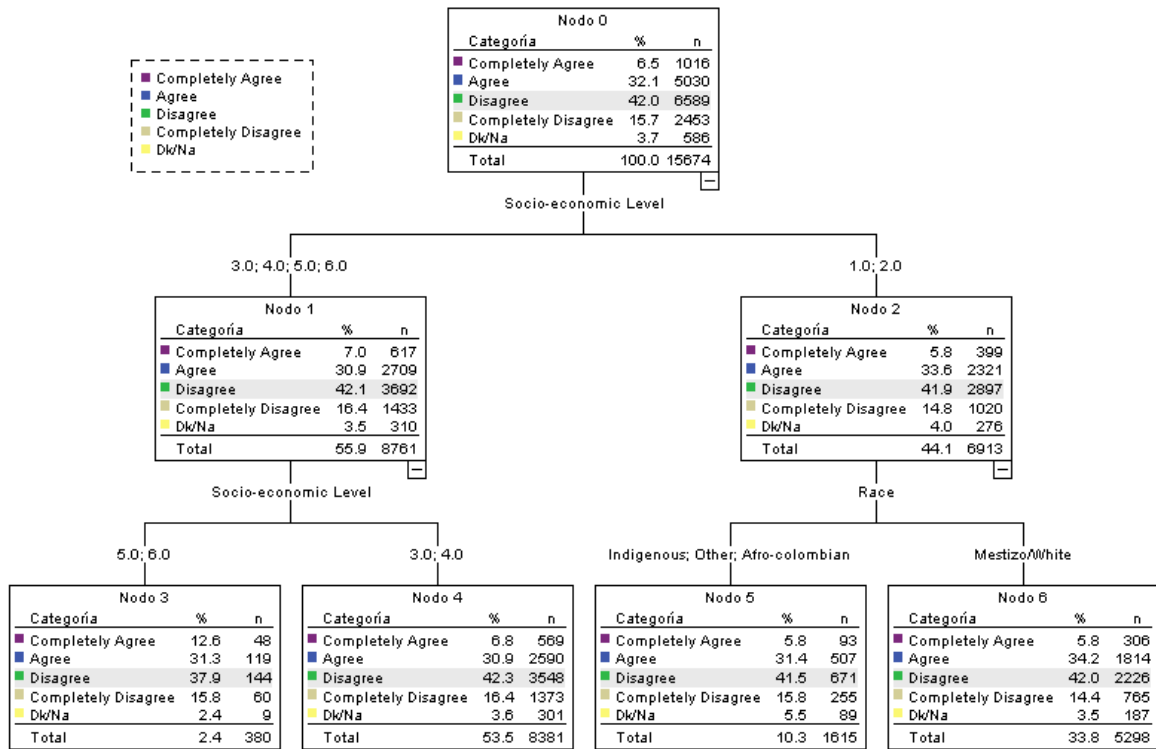 Nodo 0
Categoría % n
Completely Agree 6.5 1016
Agree 32.1 5030
Disagree 42.0 6589
Completely Disagree 15.7 2453
Dk/Na 3.7 586
Total 100.0 15674
Completely Agree
Agree
Disagree
Completely Disagree
Dk/Na
Socio-economic Level
3.0; 4.0; 5.0; 6.0
1.0; 2.0
Nodo 1
Categoría % n
Completely Agree 7.0 617
Agree 30.9 2709
Disagree 42.1 3692
Completely Disagree 16.4 1433
Dk/Na 3.5 310
Total 55.9 8761
Nodo 2
Categoría % n
Completely Agree 5.8 399
Agree 33.6 2321
Disagree 41.9 2897
Completely Disagree 14.8 1020
Dk/Na 4.0 276
Total 44.1 6913
Socio-economic Level
Race
5.0; 6.0
3.0; 4.0
Indigenous; Other; Afro-colombian
Mestizo/White
Nodo 3
Categoría % n
Completely Agree 12.6 48
Agree 31.3 119
Disagree 37.9 144
Completely Disagree 15.8 60
Dk/Na 2.4 9
Total 2.4 380
Nodo 4
Categoría % n
Completely Agree 6.8 569
Agree 30.9 2590
Disagree 42.3 3548
Completely Disagree 16.4 1373
Dk/Na 3.6 301
Total 53.5 8381
Nodo 5
Categoría % n
Completely Agree 5.8 93
Agree 31.4 507
Disagree 41.5 671
Completely Disagree 15.8 255
Dk/Na 5.5 89
Total 10.3 1615
Nodo 6
Categoría % n
Completely Agree 5.8 306
Agree 34.2 1814
Disagree 42.0 2226
Completely Disagree 14.4 765
Dk/Na 3.5 187
Total 33.8 5298